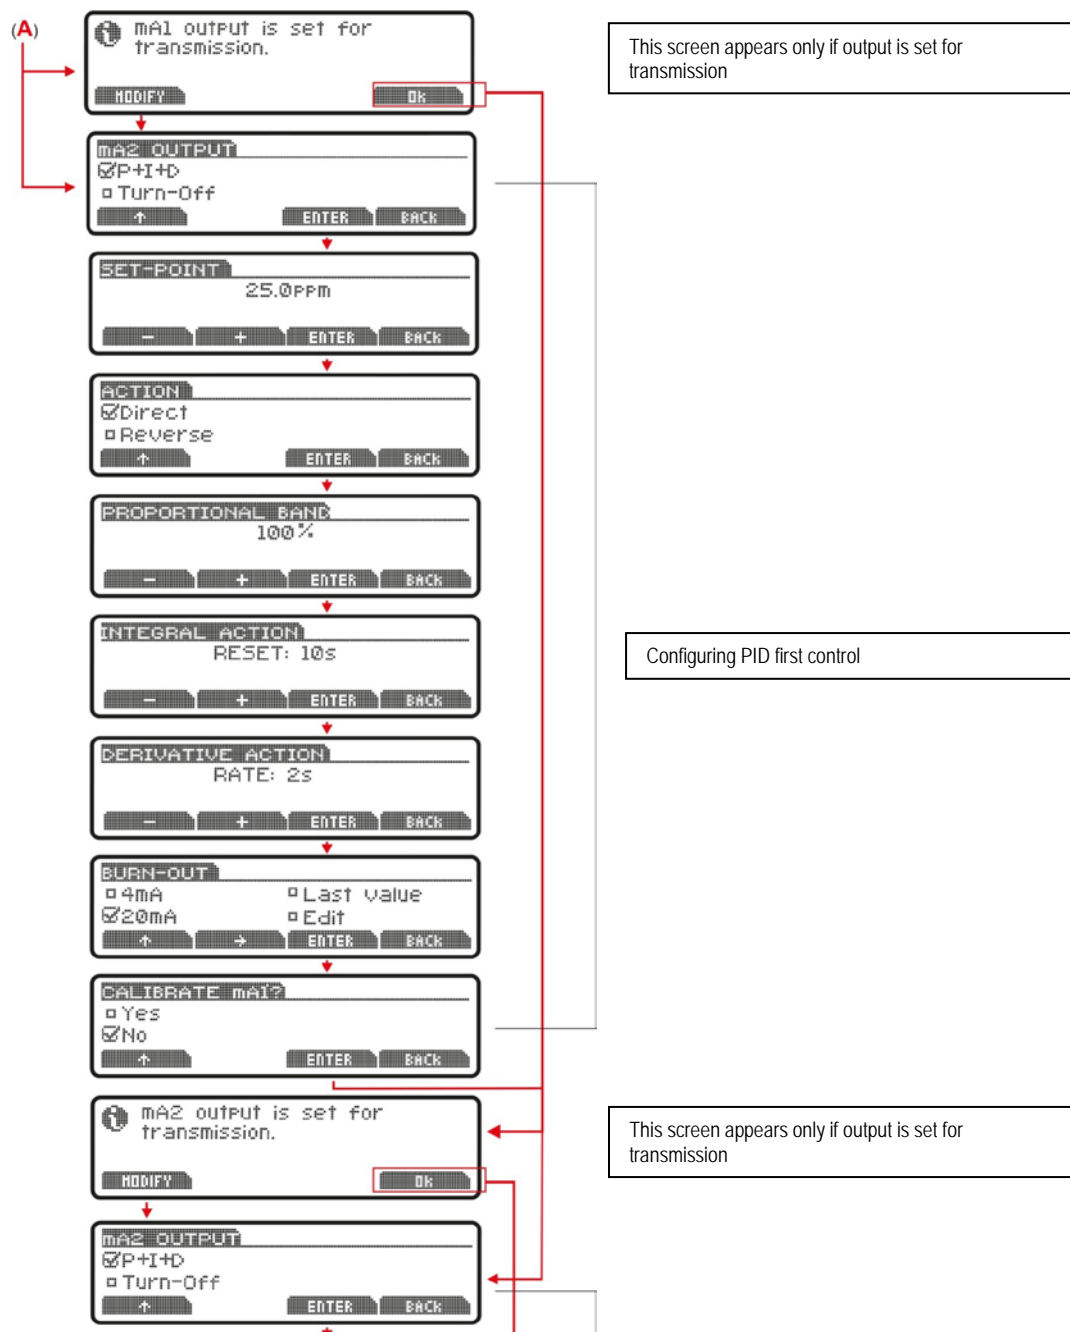 (A)
mA1 output is set for
transmission.
MODIFY Ok
This screen appears only if output is set for
transmission
mA2 OUTPUT
P+I+D
Turn-Off
↑ ENTER BACK
SET-POINT
25.0ppm
− + ENTER BACK
ACTION
Direct
Reverse
↑ ENTER BACK
PROPORTIONAL BAND
100%
− + ENTER BACK
INTEGRAL ACTION
RESET: 10s
− + ENTER BACK
Configuring PID first control
DERIVATIVE ACTION
RATE: 2s
− + ENTER BACK
BURN-OUT
4mA Last value
20mA Edit
↑ → ENTER BACK
CALIBRATE mA1?
Yes
No
↑ ENTER BACK
mA2 output is set for
transmission.
MODIFY Ok
This screen appears only if output is set for
transmission
mA2 OUTPUT
P+I+D
Turn-Off
↑ ENTER BACK